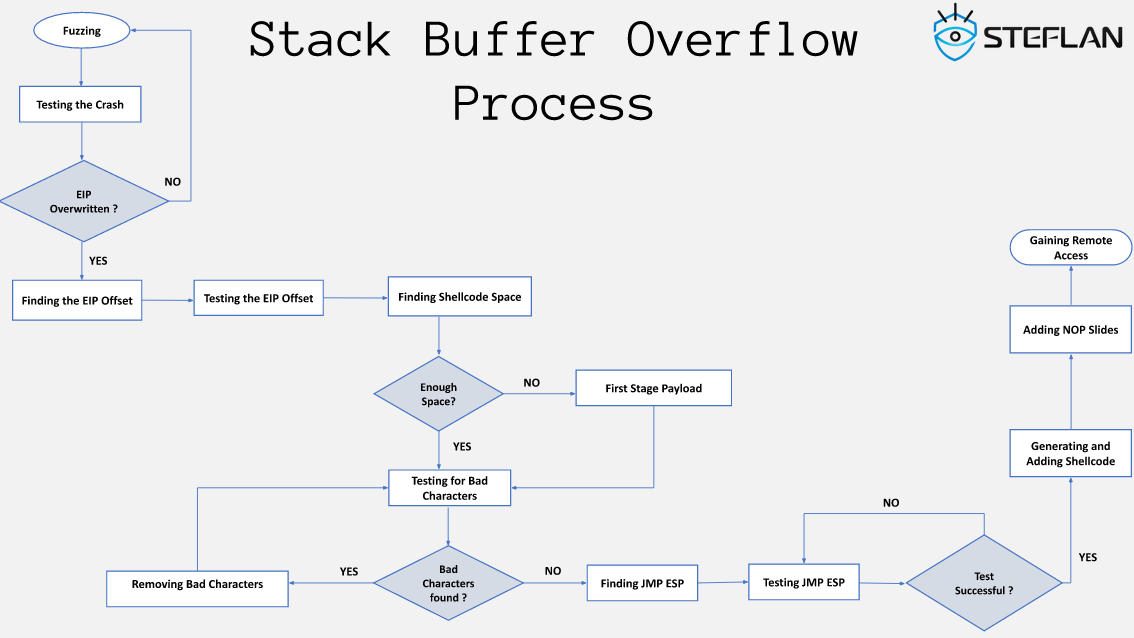 Stack Buffer Overflow
Process
STEFLAN
Fuzzing
Testing the Crash
EIP
Overwritten ?
NO
YES
Finding the EIP Offset
Testing the EIP Offset
Finding Shellcode Space
Enough
Space?
NO
First Stage Payload
YES
Testing for Bad
Characters
Bad
Characters
found ?
YES
Removing Bad Characters
NO
Finding JMP ESP
Testing JMP ESP
Test
Successful ?
NO
YES
Generating and
Adding Shellcode
Adding NOP Slides
Gaining Remote
Access